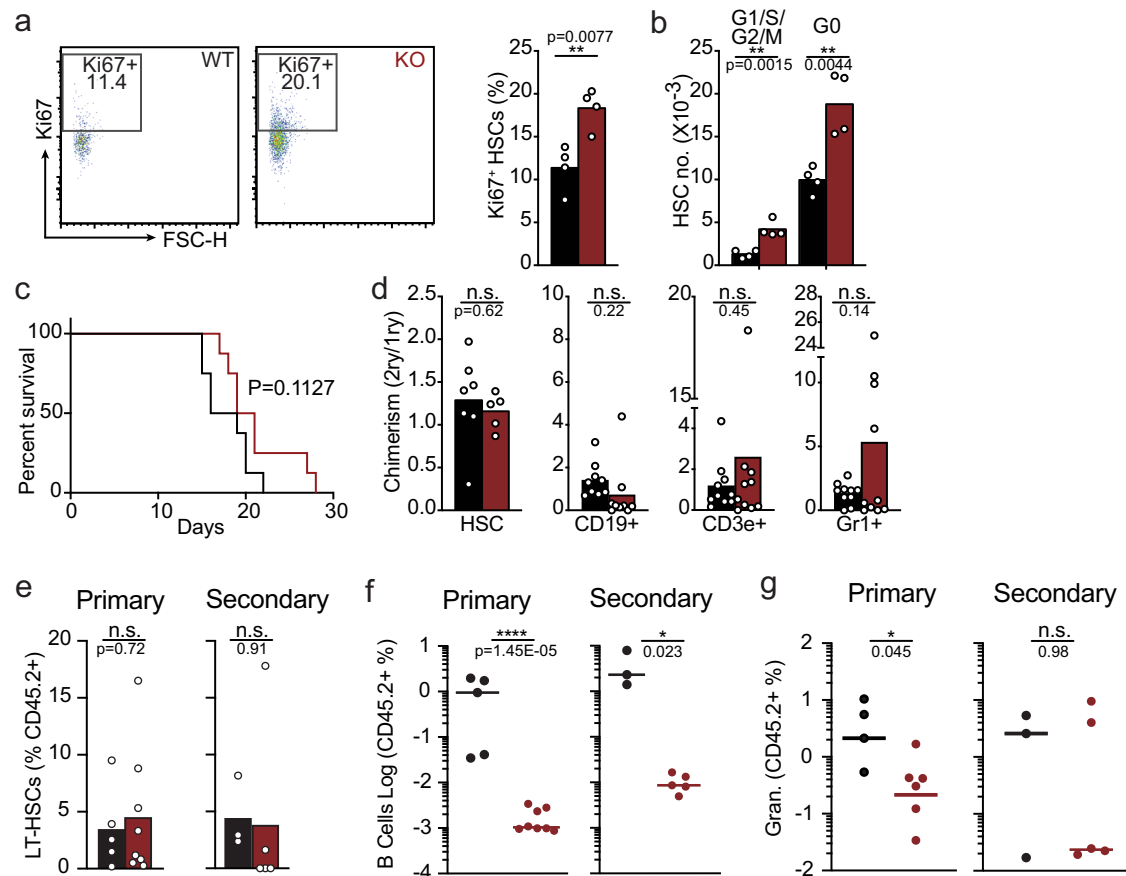 a
Ki67+
11.4
WT
Ki67+
20.1
KO
Ki67
FSC-H
p=0.0077
**
Ki67+ HSCs (%)
25
20
15
10
5
0
b
G1/S/
G2/M
G0
**
p=0.0015
**
0.0044
HSC no. (X10-3)
25
20
15
10
5
0
c
Percent survival
100
50
0
P=0.1127
0
10
20
30
Days
d
Chimerism (2ry/1ry)
n.s.
p=0.62
2.5
2.0
1.5
1.0
0.5
0.0
HSC
n.s.
0.22
10
8
6
4
2
0
CD19+
n.s.
0.45
20
15
4
2
0
CD3e+
n.s.
0.14
28
24
5
0
Gr1+
e
Primary
Secondary
n.s.
p=0.72
n.s.
0.91
LT-HSCs (% CD45.2+)
20
15
10
5
0
f
Primary
Secondary
****
p=1.45E-05
*
0.023
B Cells Log (CD45.2+ %)
1
0
-1
-2
-3
-4
g
Primary
Secondary
*
0.045
n.s.
0.98
Gran. (CD45.2+ %)
2
1
0
-1
-2